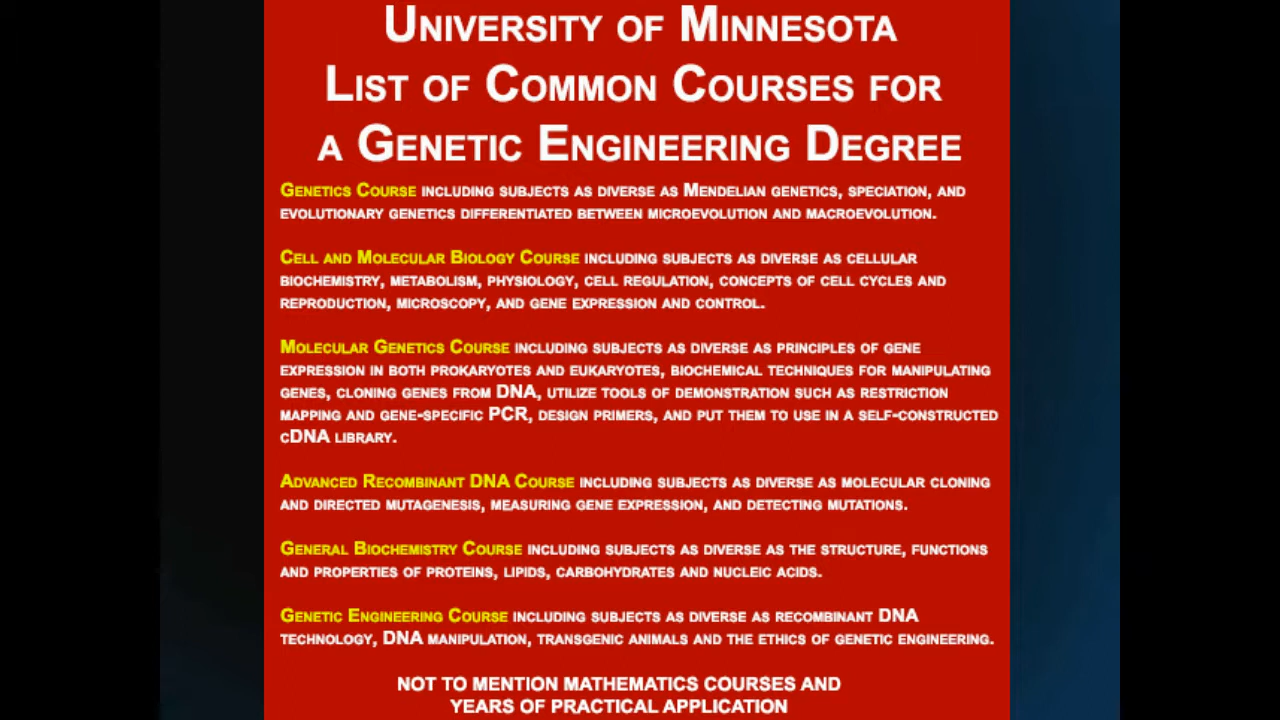 University of Minnesota
List of Common Courses for
a Genetic Engineering Degree
Genetics Course including subjects as diverse as Mendelian genetics, speciation, and
evolutionary genetics differentiated between microevolution and macroevolution.
Cell and Molecular Biology Course including subjects as diverse as cellular
biochemistry, metabolism, physiology, cell regulation, concepts of cell cycles and
reproduction, microscopy, and gene expression and control.
Molecular Genetics Course including subjects as diverse as principles of gene
expression in both prokaryotes and eukaryotes, biochemical techniques for manipulating
genes, cloning genes from DNA, utilize tools of demonstration such as restriction
mapping and gene-specific PCR, design primers, and put them to use in a self-constructed
cDNA library.
Advanced Recombinant DNA Course including subjects as diverse as molecular cloning
and directed mutagenesis, measuring gene expression, and detecting mutations.
General Biochemistry Course including subjects as diverse as the structure, functions
and properties of proteins, lipids, carbohydrates and nucleic acids.
Genetic Engineering Course including subjects as diverse as recombinant DNA
technology, DNA manipulation, transgenic animals and the ethics of genetic engineering.
NOT TO MENTION MATHEMATICS COURSES AND
YEARS OF PRACTICAL APPLICATION